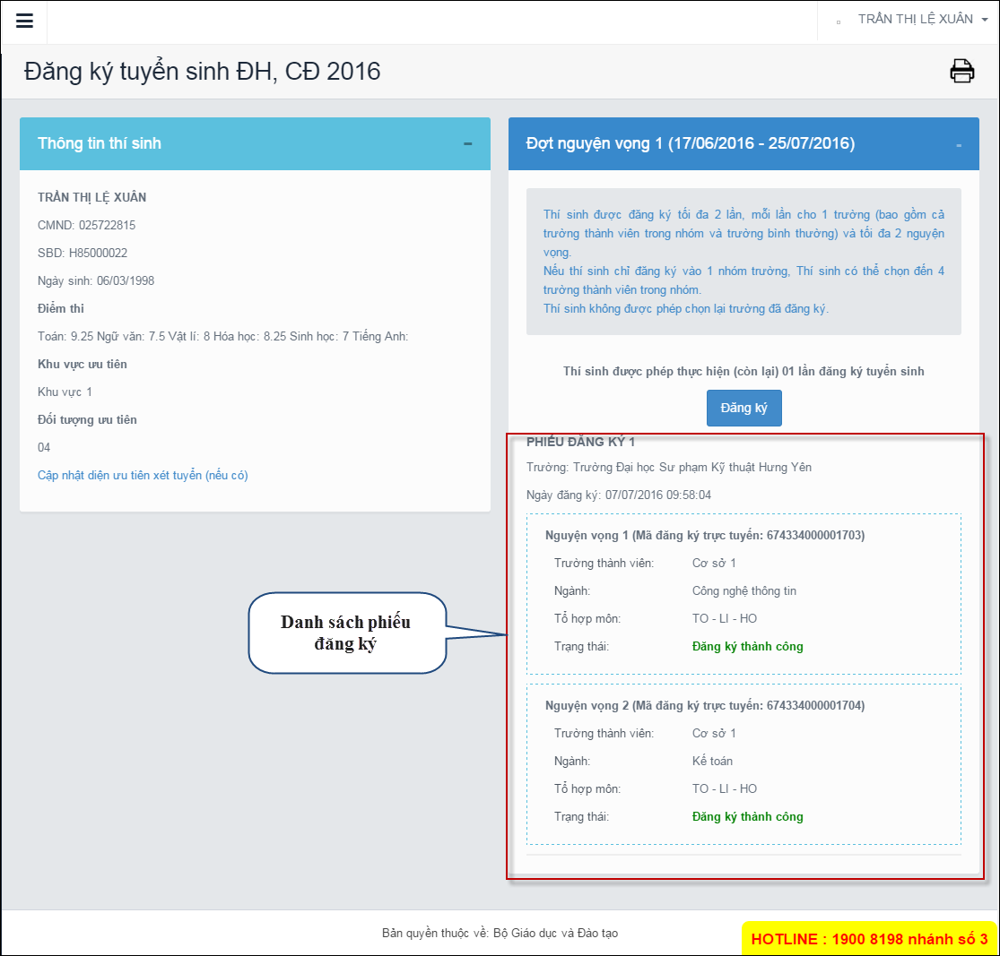 TRẦN THỊ LỆ XUÂN
Đăng ký tuyển sinh ĐH, CĐ 2016
Thông tin thí sinh
TRẦN THỊ LỆ XUÂN
CMND: 025722815
SBD: H85000022
Ngày sinh: 06/03/1998
Điểm thi
Toán: 9.25 Ngữ văn: 7.5 Vật lí: 8 Hóa học: 8.25 Sinh học: 7 Tiếng Anh:
Khu vực ưu tiên
Khu vực 1
Đối tượng ưu tiên
04
Cập nhật diện ưu tiên xét tuyển (nếu có)
Đợt nguyện vọng 1 (17/06/2016 - 25/07/2016)
Thí sinh được đăng ký tối đa 2 lần, mỗi lần cho 1 trường (bao gồm cả
trường thành viên trong nhóm và trường bình thường) và tối đa 2 nguyện
vọng.
Nếu thí sinh chỉ đăng ký vào 1 nhóm trường, Thí sinh có thể chọn đến 4
trường thành viên trong nhóm.
Thí sinh không được phép chọn lại trường đã đăng ký.
Thí sinh được phép thực hiện (còn lại) 01 lần đăng ký tuyển sinh
Đăng ký
PHIẾU ĐĂNG KÝ 1
Trường: Trường Đại học Sư phạm Kỹ thuật Hưng Yên
Ngày đăng ký: 07/07/2016 09:58:04
Nguyện vọng 1 (Mã đăng ký trực tuyến: 674334000001703)
Trường thành viên: Cơ sở 1
Ngành: Công nghệ thông tin
Tổ hợp môn: TO - LI - HO
Trạng thái: Đăng ký thành công
Nguyện vọng 2 (Mã đăng ký trực tuyến: 674334000001704)
Trường thành viên: Cơ sở 1
Ngành: Kế toán
Tổ hợp môn: TO - LI - HO
Trạng thái: Đăng ký thành công
Danh sách phiếu
đăng ký
Bản quyền thuộc về: Bộ Giáo dục và Đào tạo
HOTLINE : 1900 8198 nhánh số 3